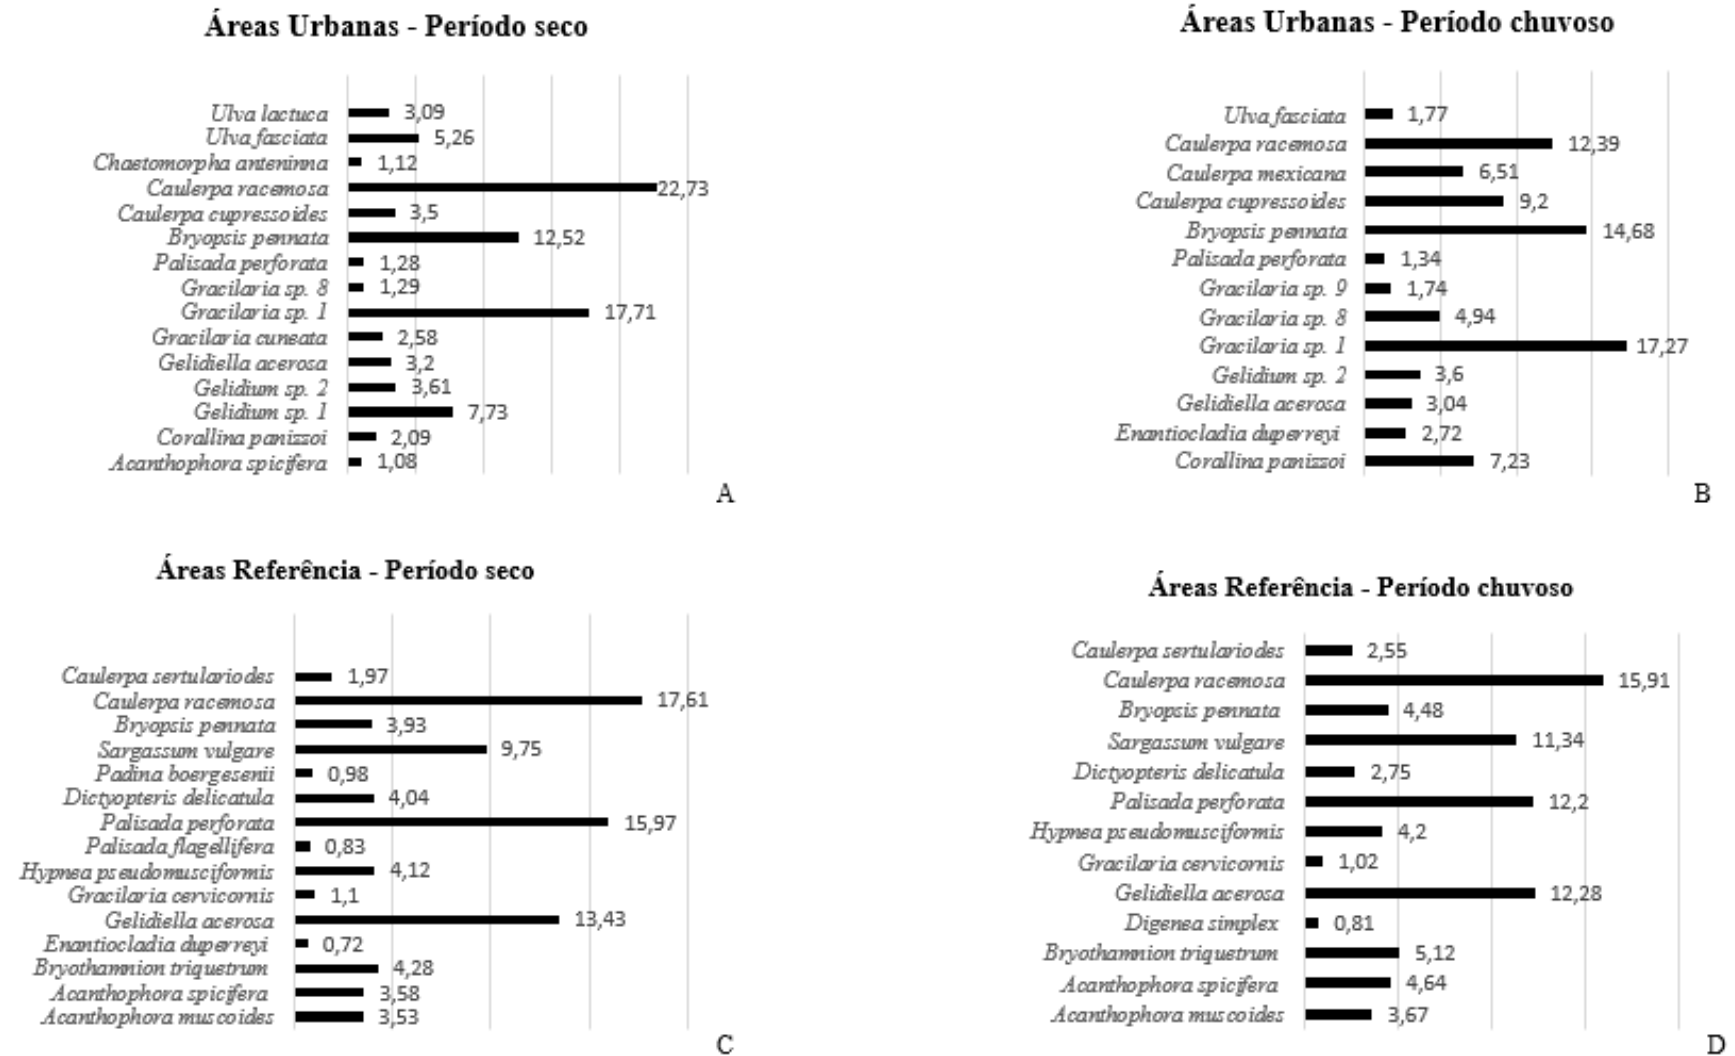 Áreas Urbanas - Período seco
Ulva lactuca 3,09
Ulva fasciata 5,26
Chaetomorpha anteninna 1,12
Caulerpa racemosa 22,73
Caulerpa cupressoides 3,5
Bryopsis pennata 12,52
Palisada perforata 1,28
Gracilaria sp. 8 1,29
Gracilaria sp. 1 17,71
Gracilaria cuneata 2,58
Gelidiella acerosa 3,2
Gelidium sp. 2 3,61
Gelidium sp. 1 7,73
Corallina panizzoi 2,09
Acanthophora spicifera 1,08
A
Áreas Urbanas - Período chuvoso
Ulva fasciata 1,77
Caulerpa racemosa 12,39
Caulerpa mexicana 6,51
Caulerpa cupressoides 9,2
Bryopsis pennata 14,68
Palisada perforata 1,34
Gracilaria sp. 9 1,74
Gracilaria sp. 8 4,94
Gracilaria sp. 1 17,27
Gelidium sp. 2 3,6
Gelidiella acerosa 3,04
Enantiocladia duperreyi 2,72
Corallina panizzoi 7,23
B
Áreas Referência - Período seco
Caulerpa sertulariodes 1,97
Caulerpa racemosa 17,61
Bryopsis pennata 3,93
Sargassum vulgare 9,75
Padina boergesenii 0,98
Dictyopteris delicatula 4,04
Palisada perforata 15,97
Palisada flagellifera 0,83
Hypnea pseudomusciformis 4,12
Gracilaria cervicornis 1,1
Gelidiella acerosa 13,43
Enantiocladia duperreyi 0,72
Bryothamnion triquetrum 4,28
Acanthophora spicifera 3,58
Acanthophora muscoides 3,53
C
Áreas Referência - Período chuvoso
Caulerpa sertulariodes 2,55
Caulerpa racemosa 15,91
Bryopsis pennata 4,48
Sargassum vulgare 11,34
Dictyopteris delicatula 2,75
Palisada perforata 12,2
Hypnea pseudomusciformis 4,2
Gracilaria cervicornis 1,02
Gelidiella acerosa 12,28
Digenea simplex 0,81
Bryothamnion triquetrum 5,12
Acanthophora spicifera 4,64
Acanthophora muscoides 3,67
D